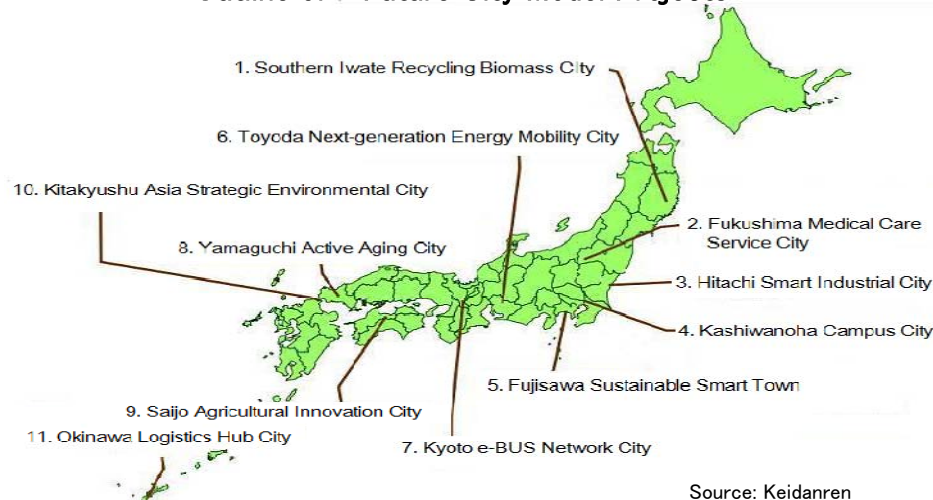 1. Southern Iwate Recycling Biomass CIty
6. Toyoda Next-generation Energy Mobility City
10. Kitakyushu Asia Strategic Environmental City
2. Fukushima Medical Care
Service City
8. Yamaguchi Active Aging City
3. Hitachi Smart Industrial City
4. Kashiwanoha Campus City
5. Fujisawa Sustainable Smart Town
9. Saijo Agricultural Innovation City
11. Okinawa Logistics Hub City
7. Kyoto e-BUS Network City
Source: Keidanren